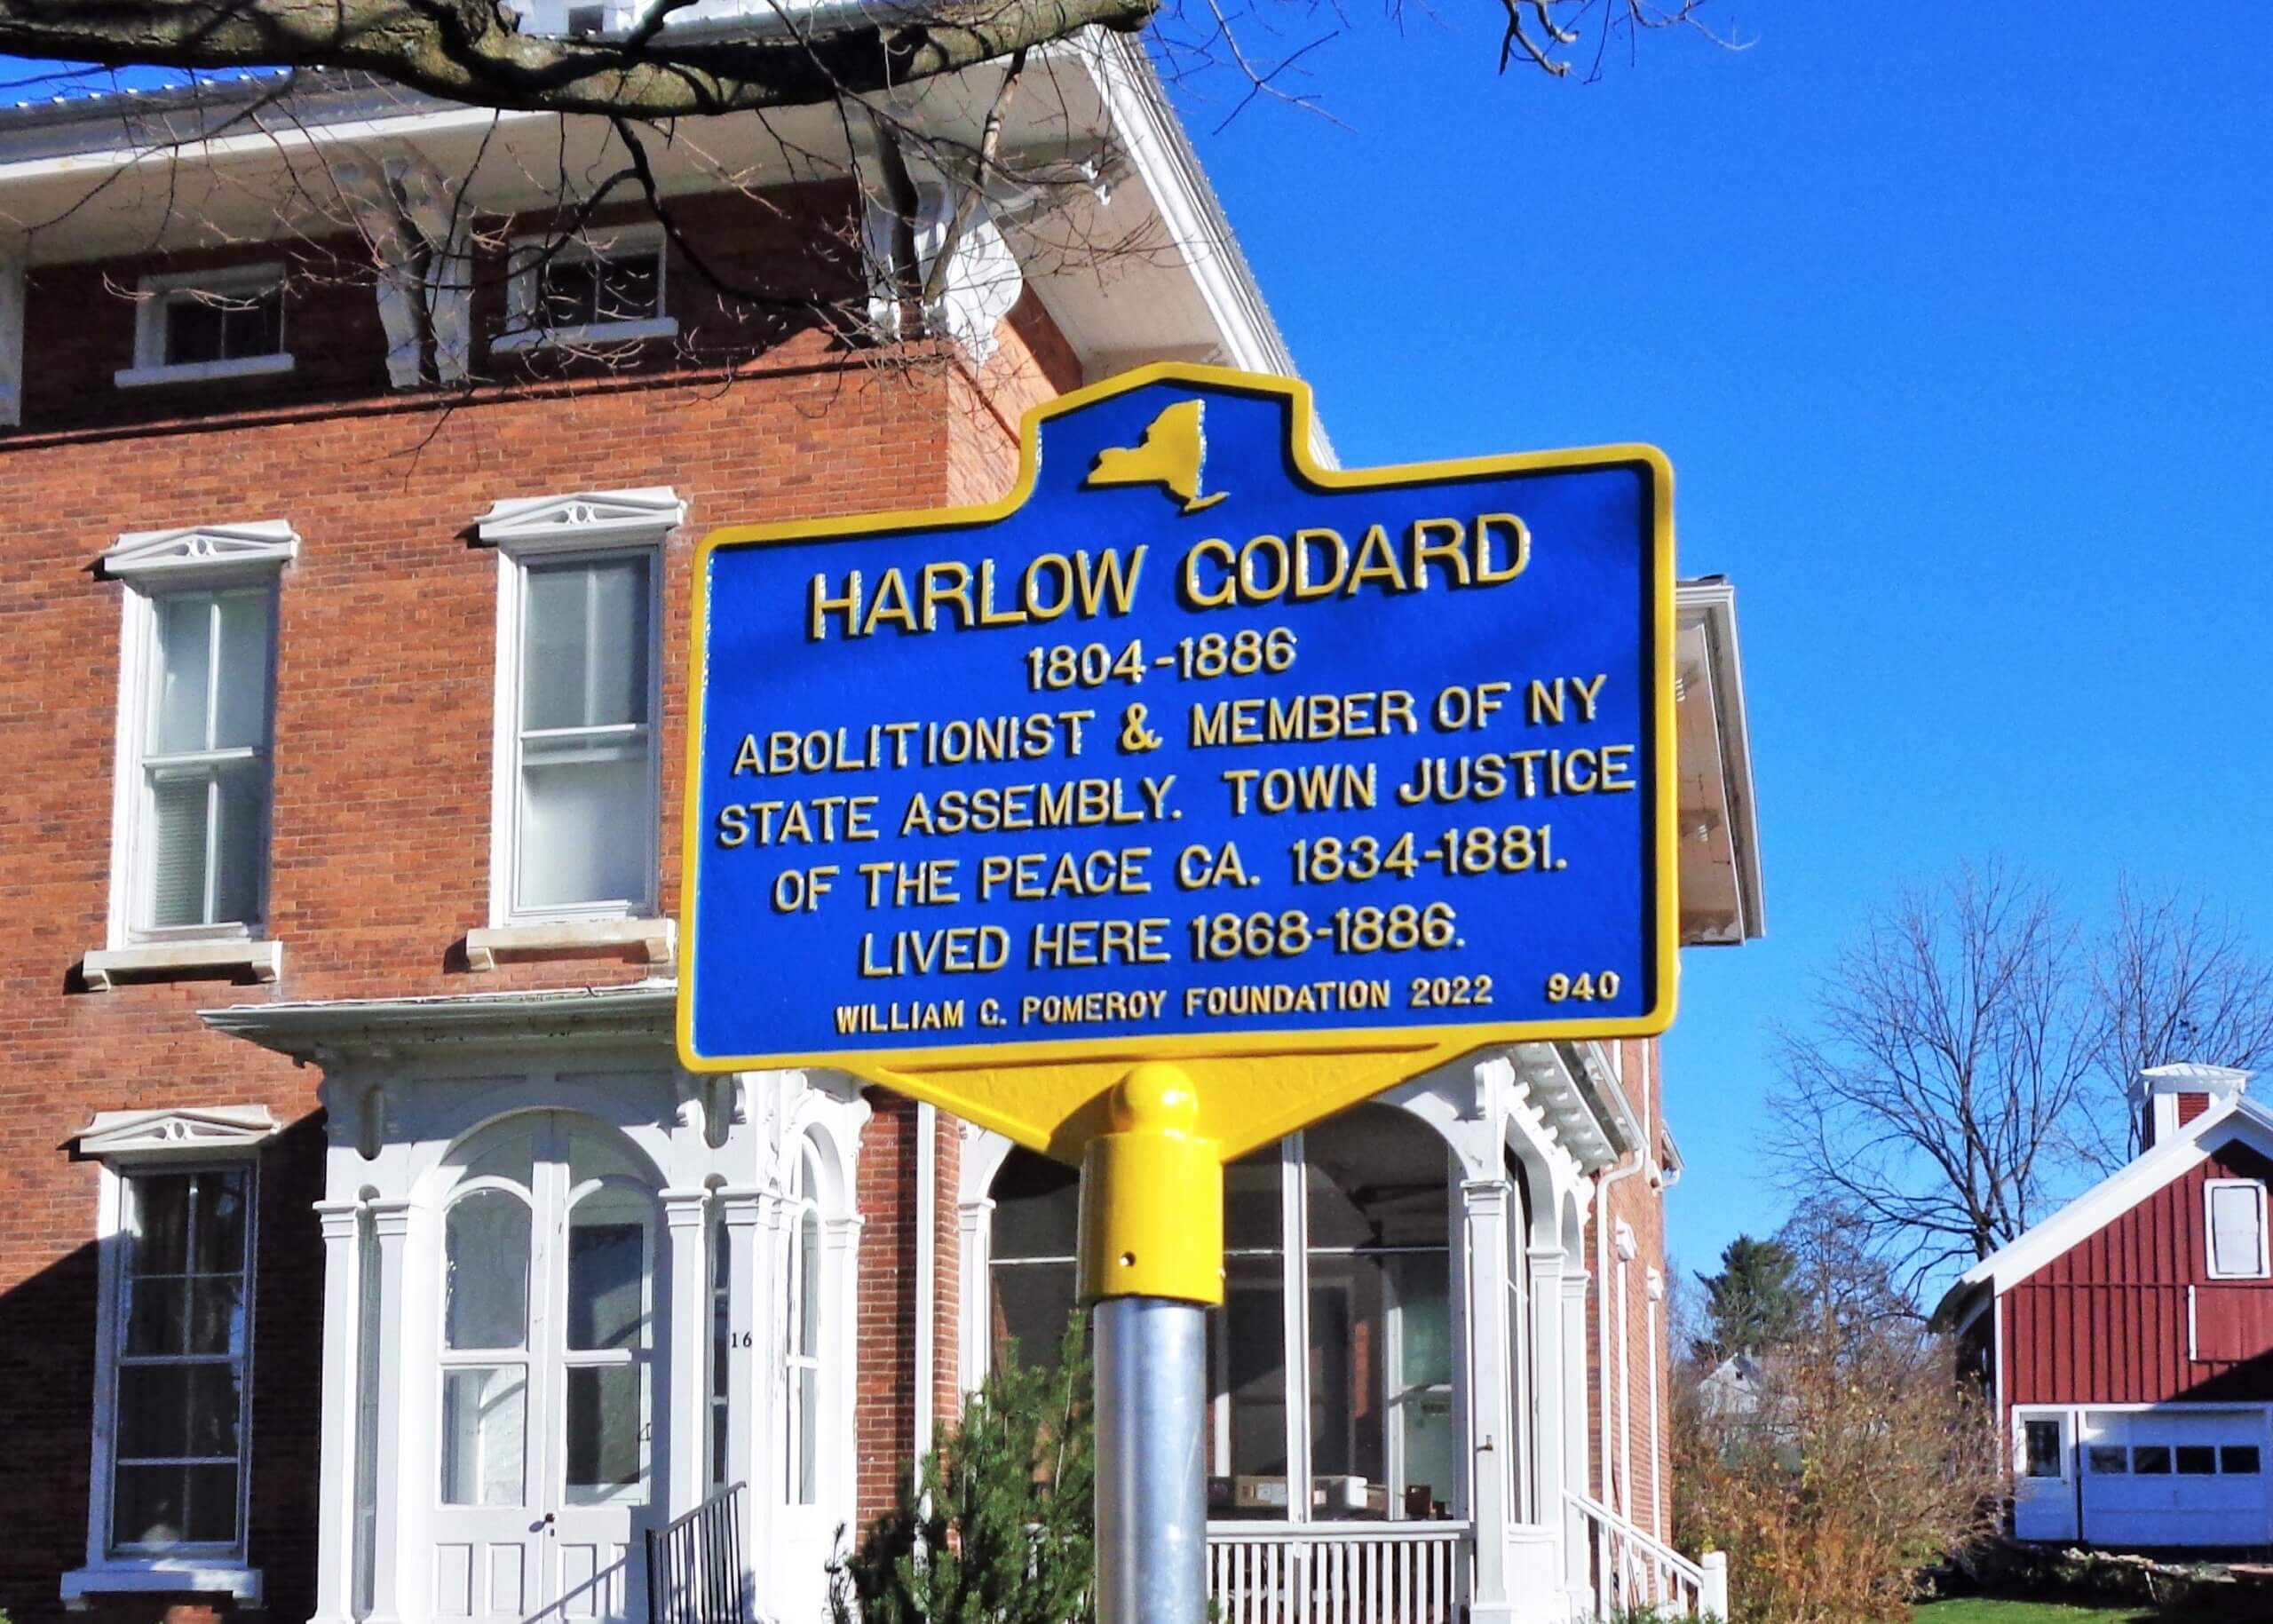 HARLOW GODARD
1804-1886
ABOLITIONIST & MEMBER OF NY
STATE ASSEMBLY. TOWN JUSTICE
OF THE PEACE CA. 1834-1881.
LIVED HERE 1868-1886.
WILLIAM G. POMEROY FOUNDATION 2022 940
16